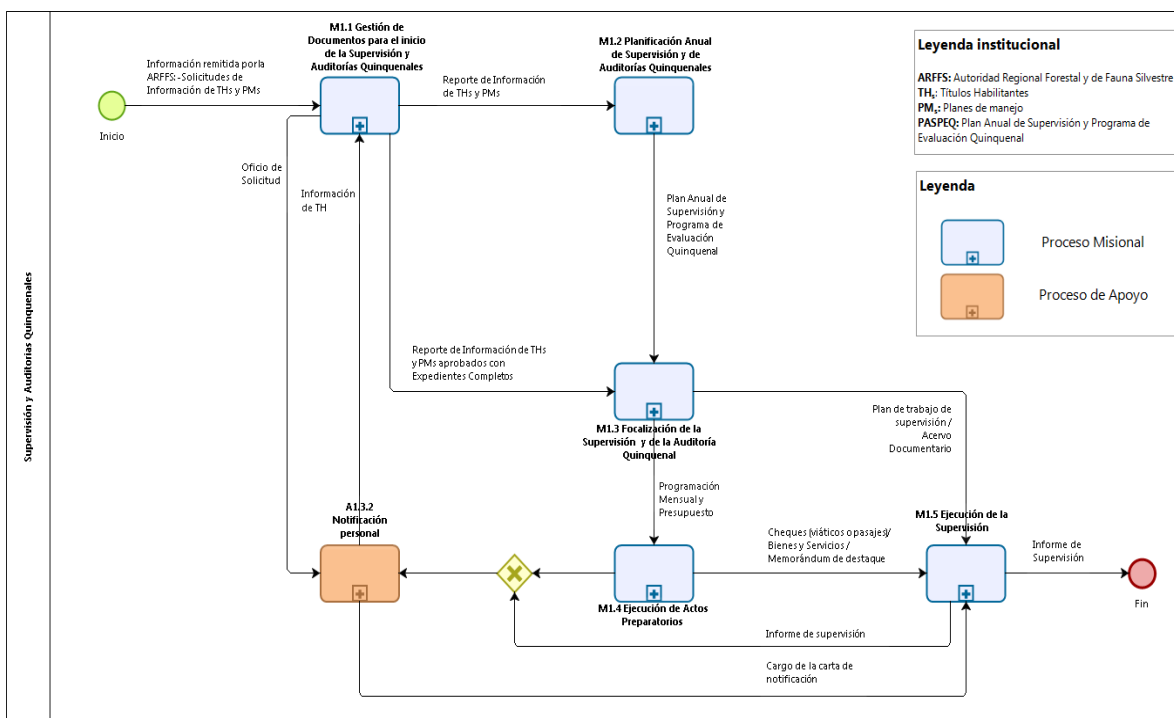 M1.1 Gestión de
Documentos para el inicio
de la Supervisión y
Auditorías Quinquenales
M1.2 Planificación Anual
de Supervisión y de
Auditorías Quinquenales
Leyenda institucional
ARFFS: Autoridad Regional Forestal y de Fauna Silvestre
THs: Títulos Habilitantes
PMs: Planes de manejo
PASPEQ: Plan Anual de Supervisión y Programa de
Evaluación Quinquenal
Información remitida por la
ARFFS: -Solicitudes de
Información de THs y PMs
Reporte de Información
de THs y PMs
Inicio
Oficio de
Solicitud
Información
de TH
Plan Anual de
Supervisión y
Programa de
Evaluación
Quinquenal
Leyenda
Proceso Misional
Proceso de Apoyo
Supervisión y Auditorias Quinquenales
Reporte de Información de THs
y PMs aprobados con
Expedientes Completos
M1.3 Focalización de la
Supervisión y de la Auditoría
Quinquenal
Plan de trabajo de
supervisión /
Acervo
Documentario
Programación
Mensual y
Presupuesto
A1.3.2
Notificación
personal
M1.5 Ejecución de la
Supervisión
Cheques (viáticos o pasajes)/
Bienes y Servicios /
Memorándum de destaque
Informe de
Supervisión
Fin
M1.4 Ejecución de Actos
Preparatorios
Informe de supervisión
Cargo de la carta de
notificación